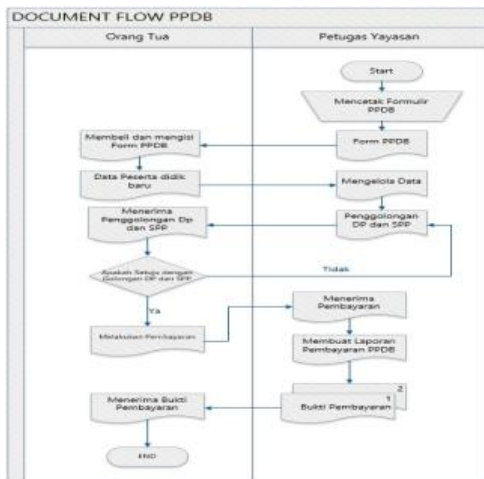 DOCUMENT FLOW PPDB
Orang Tua
Petugas Yayasan
Start
Mencetak Formulir
PPDB
Membeli dan mengisi
Form PPDB
Form PPDB
Data Peserta didik
baru
Mengelola Data
Menerima
Penggolongan Dp
dan SPP
Penggolongan
DP dan SPP
Apakah Setuju dengan
Golongan DP dan SPP
Tidak
Ya
Menerima
Pembayaran
Melakukan Pembayaran
Membuat Laporan
Pembayaran PPDB
2
1
Menerima Bukti
Pembayaran
Bukti Pembayaran
END